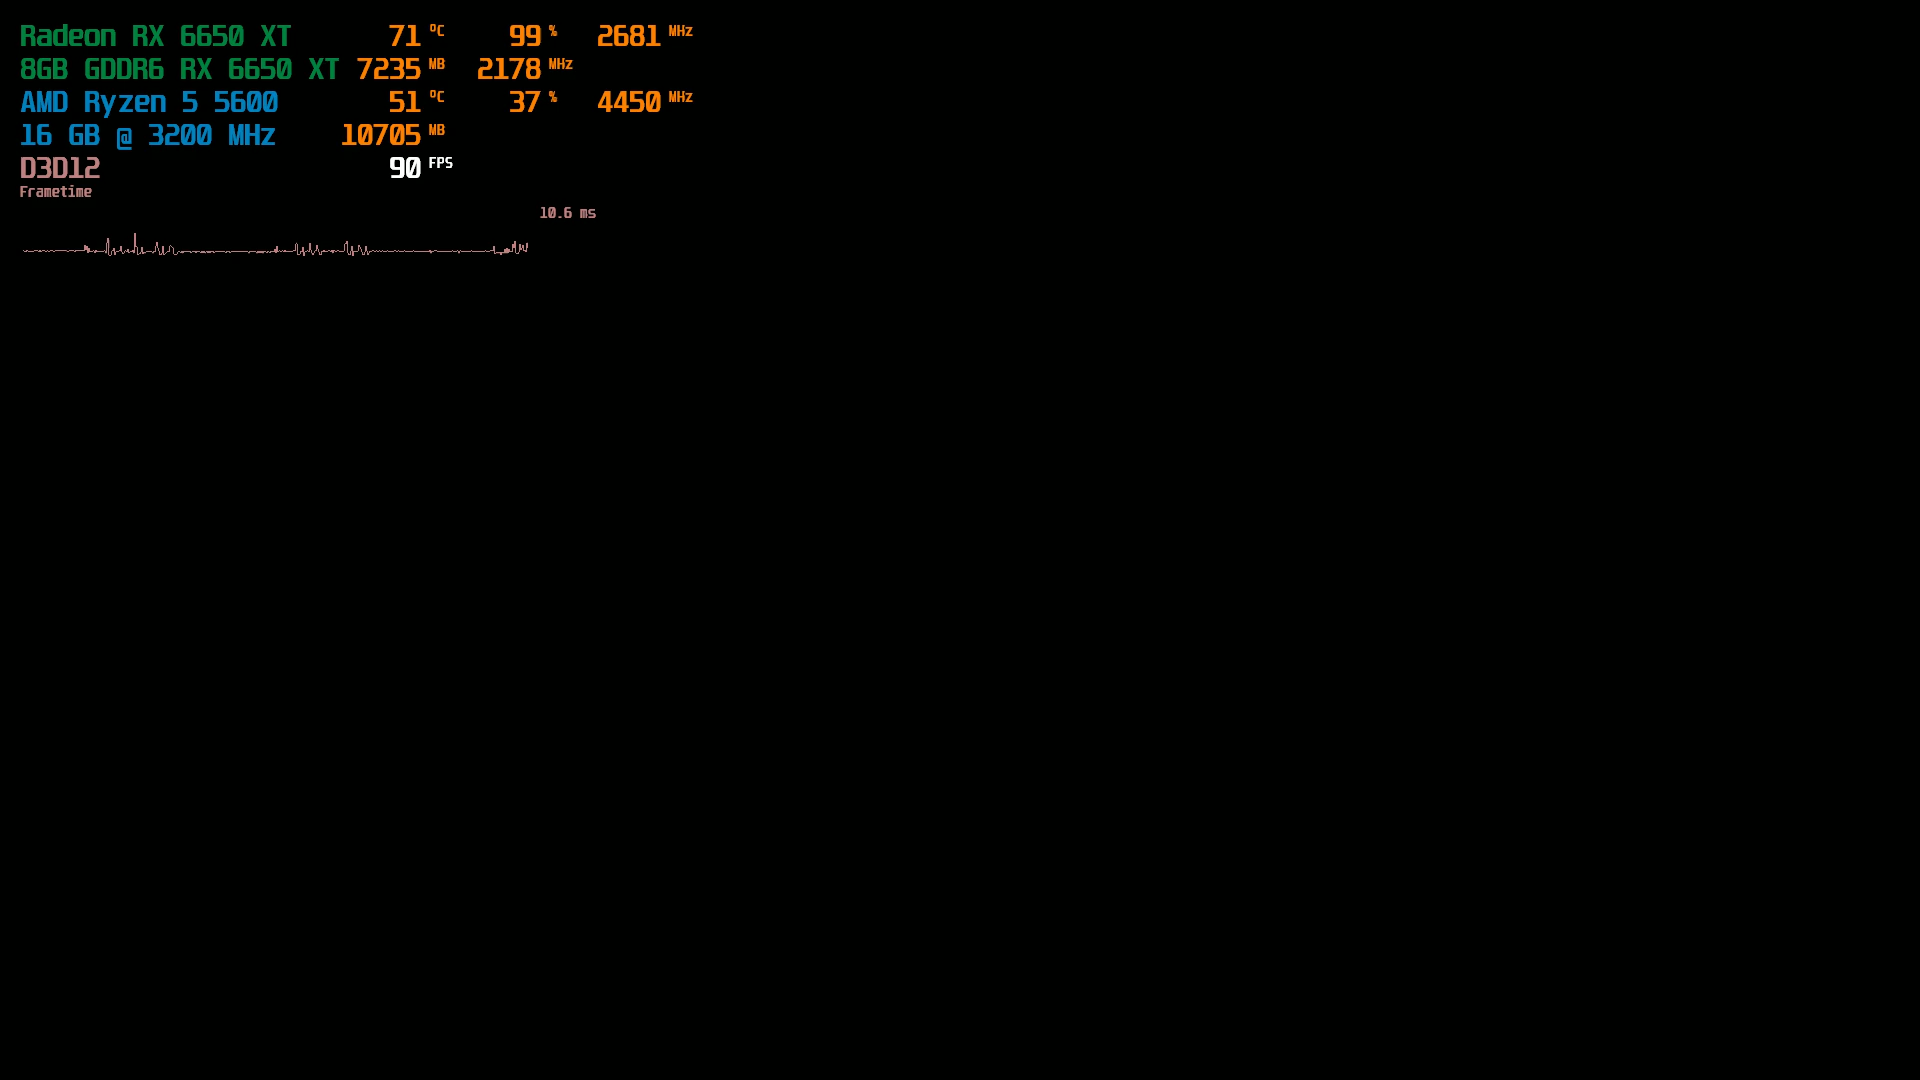 Radeon RX 6650 XT 71 °C 99 % 2681 MHz
8GB GDDR6 RX 6650 XT 7235 MB 2178 MHz
AMD Ryzen 5 5600 51 °C 37 % 4450 MHz
16 GB @ 3200 MHz 10705 MB
D3D12 90 FPS
Frametime
10.6 ms